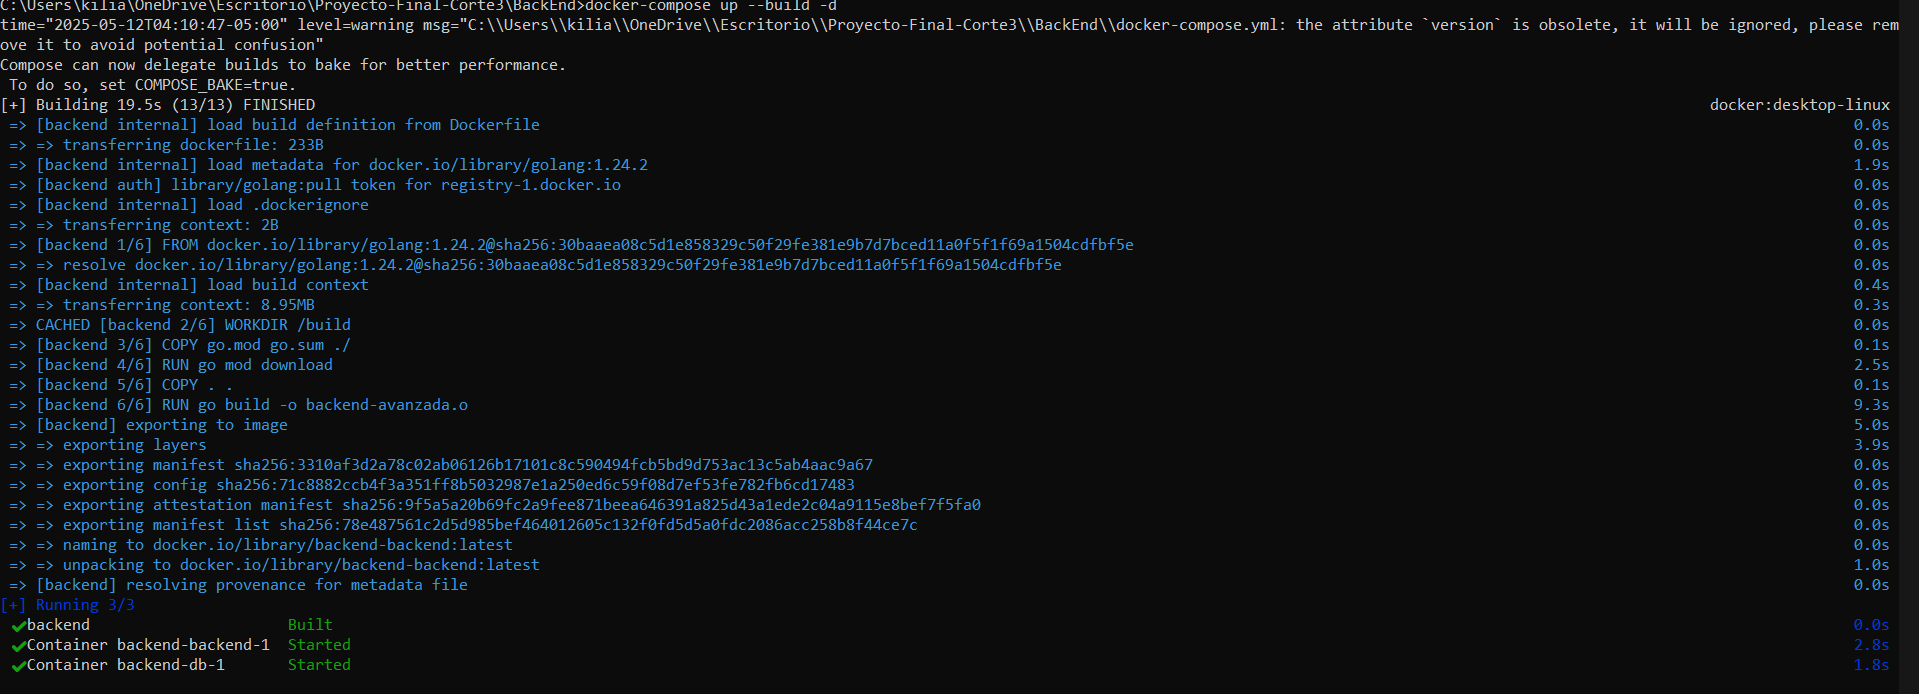 C:\Users\kilia\OneDrive\Escritorio\Proyecto-Final-Corte3\BackEnd>docker-compose up --build -d
time="2025-05-12T04:10:47-05:00" level=warning msg="C:\\Users\\kilia\\OneDrive\\Escritorio\\Proyecto-Final-Corte3\\BackEnd\\docker-compose.yml: the attribute `version` is obsolete, it will be ignored, please rem
ove it to avoid potential confusion"
Compose can now delegate builds to bake for better performance.
 To do so, set COMPOSE_BAKE=true.
[+] Building 19.5s (13/13) FINISHED docker:desktop-linux
 => [backend internal] load build definition from Dockerfile 0.0s
 => => transferring dockerfile: 233B 0.0s
 => [backend internal] load metadata for docker.io/library/golang:1.24.2 1.9s
 => [backend auth] library/golang:pull token for registry-1.docker.io 0.0s
 => [backend internal] load .dockerignore 0.0s
 => => transferring context: 2B 0.0s
 => [backend 1/6] FROM docker.io/library/golang:1.24.2@sha256:30baaea08c5d1e858329c50f29fe381e9b7d7bced11a0f5f1f69a1504cdfbf5e 0.0s
 => => resolve docker.io/library/golang:1.24.2@sha256:30baaea08c5d1e858329c50f29fe381e9b7d7bced11a0f5f1f69a1504cdfbf5e 0.0s
 => [backend internal] load build context 0.4s
 => => transferring context: 8.95MB 0.3s
 => CACHED [backend 2/6] WORKDIR /build 0.0s
 => [backend 3/6] COPY go.mod go.sum ./ 0.1s
 => [backend 4/6] RUN go mod download 2.5s
 => [backend 5/6] COPY . . 0.1s
 => [backend 6/6] RUN go build -o backend-avanzada.o 9.3s
 => [backend] exporting to image 5.0s
 => => exporting layers 3.9s
 => => exporting manifest sha256:3310af3d2a78c02ab06126b17101c8c590494fcb5bd9d753ac13c5ab4aac9a67 0.0s
 => => exporting config sha256:71c8882ccb4f3a351ff8b5032987e1a250ed6c59f08d7ef53fe782fb6cd17483 0.0s
 => => exporting attestation manifest sha256:9f5a5a20b69fc2a9fee871beea646391a825d43a1ede2c04a9115e8bef7f5fa0 0.0s
 => => exporting manifest list sha256:78e487561c2d5d985bef464012605c132f0fd5d5a0fdc2086acc258b8f44ce7c 0.0s
 => => naming to docker.io/library/backend-backend:latest 0.0s
 => => unpacking to docker.io/library/backend-backend:latest 1.0s
 => [backend] resolving provenance for metadata file 0.0s
[+] Running 3/3
 ✔backend Built 0.0s
 ✔Container backend-backend-1 Started 2.8s
 ✔Container backend-db-1 Started 1.8s